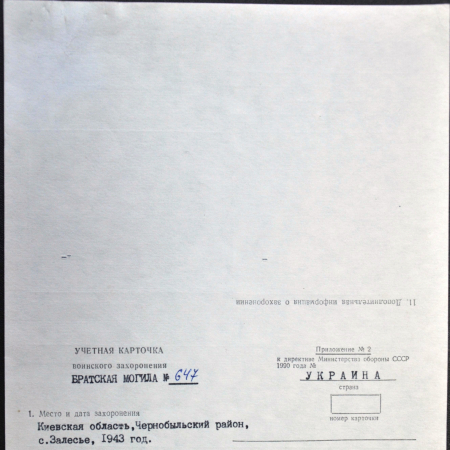 11. Дополнительная информация о захоронении
УЧЕТНАЯ КАРТОЧКА
воинского захоронения
БРАТСКАЯ МОГИЛА № 647
Приложение № 2
к директиве Министерства обороны СССР
1990 года №
УКРАИНА
страна
номер карточки
1. Место и дата захоронения
Киевская область, Чернобыльский район,
с.Залесье, 1943 год.